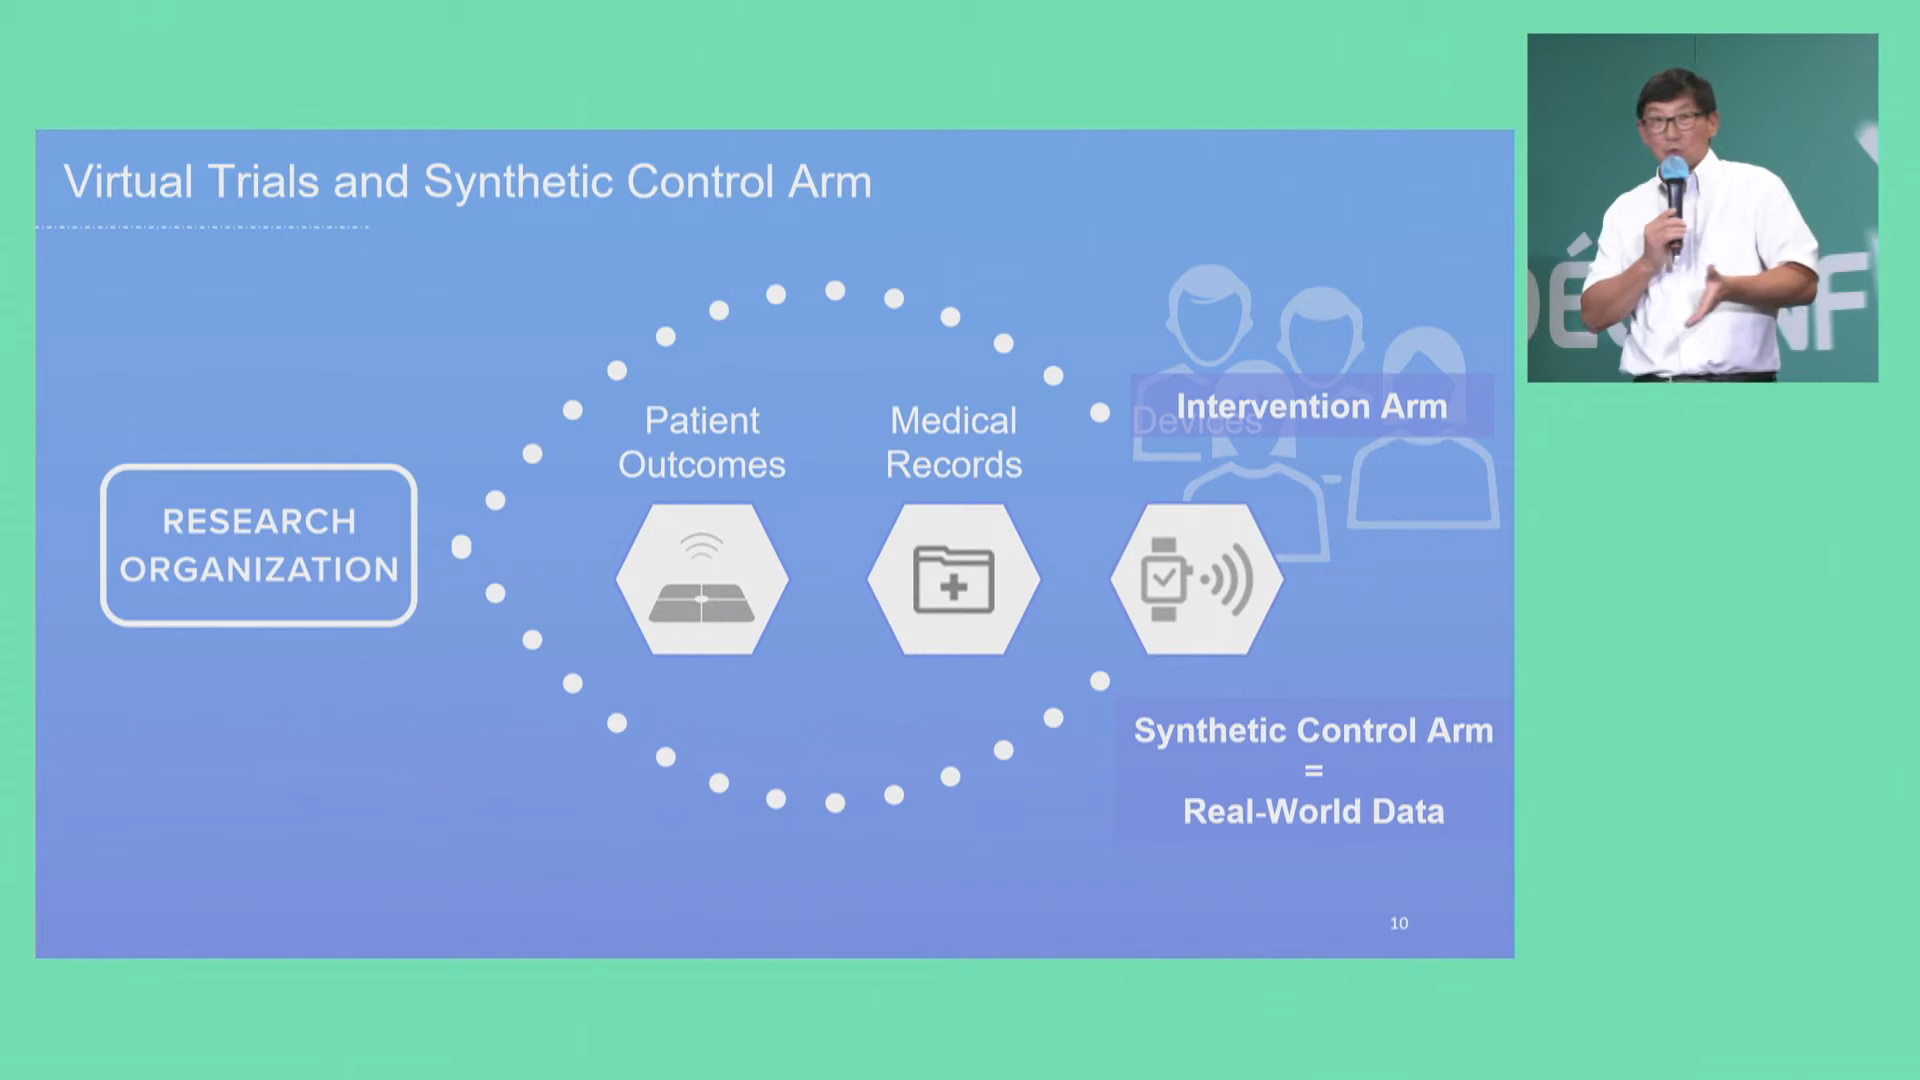 Virtual Trials and Synthetic Control Arm
RESEARCH
ORGANIZATION
Patient
Outcomes
Medical
Records
Devices
Intervention Arm
Synthetic Control Arm
=
Real-World Data
10